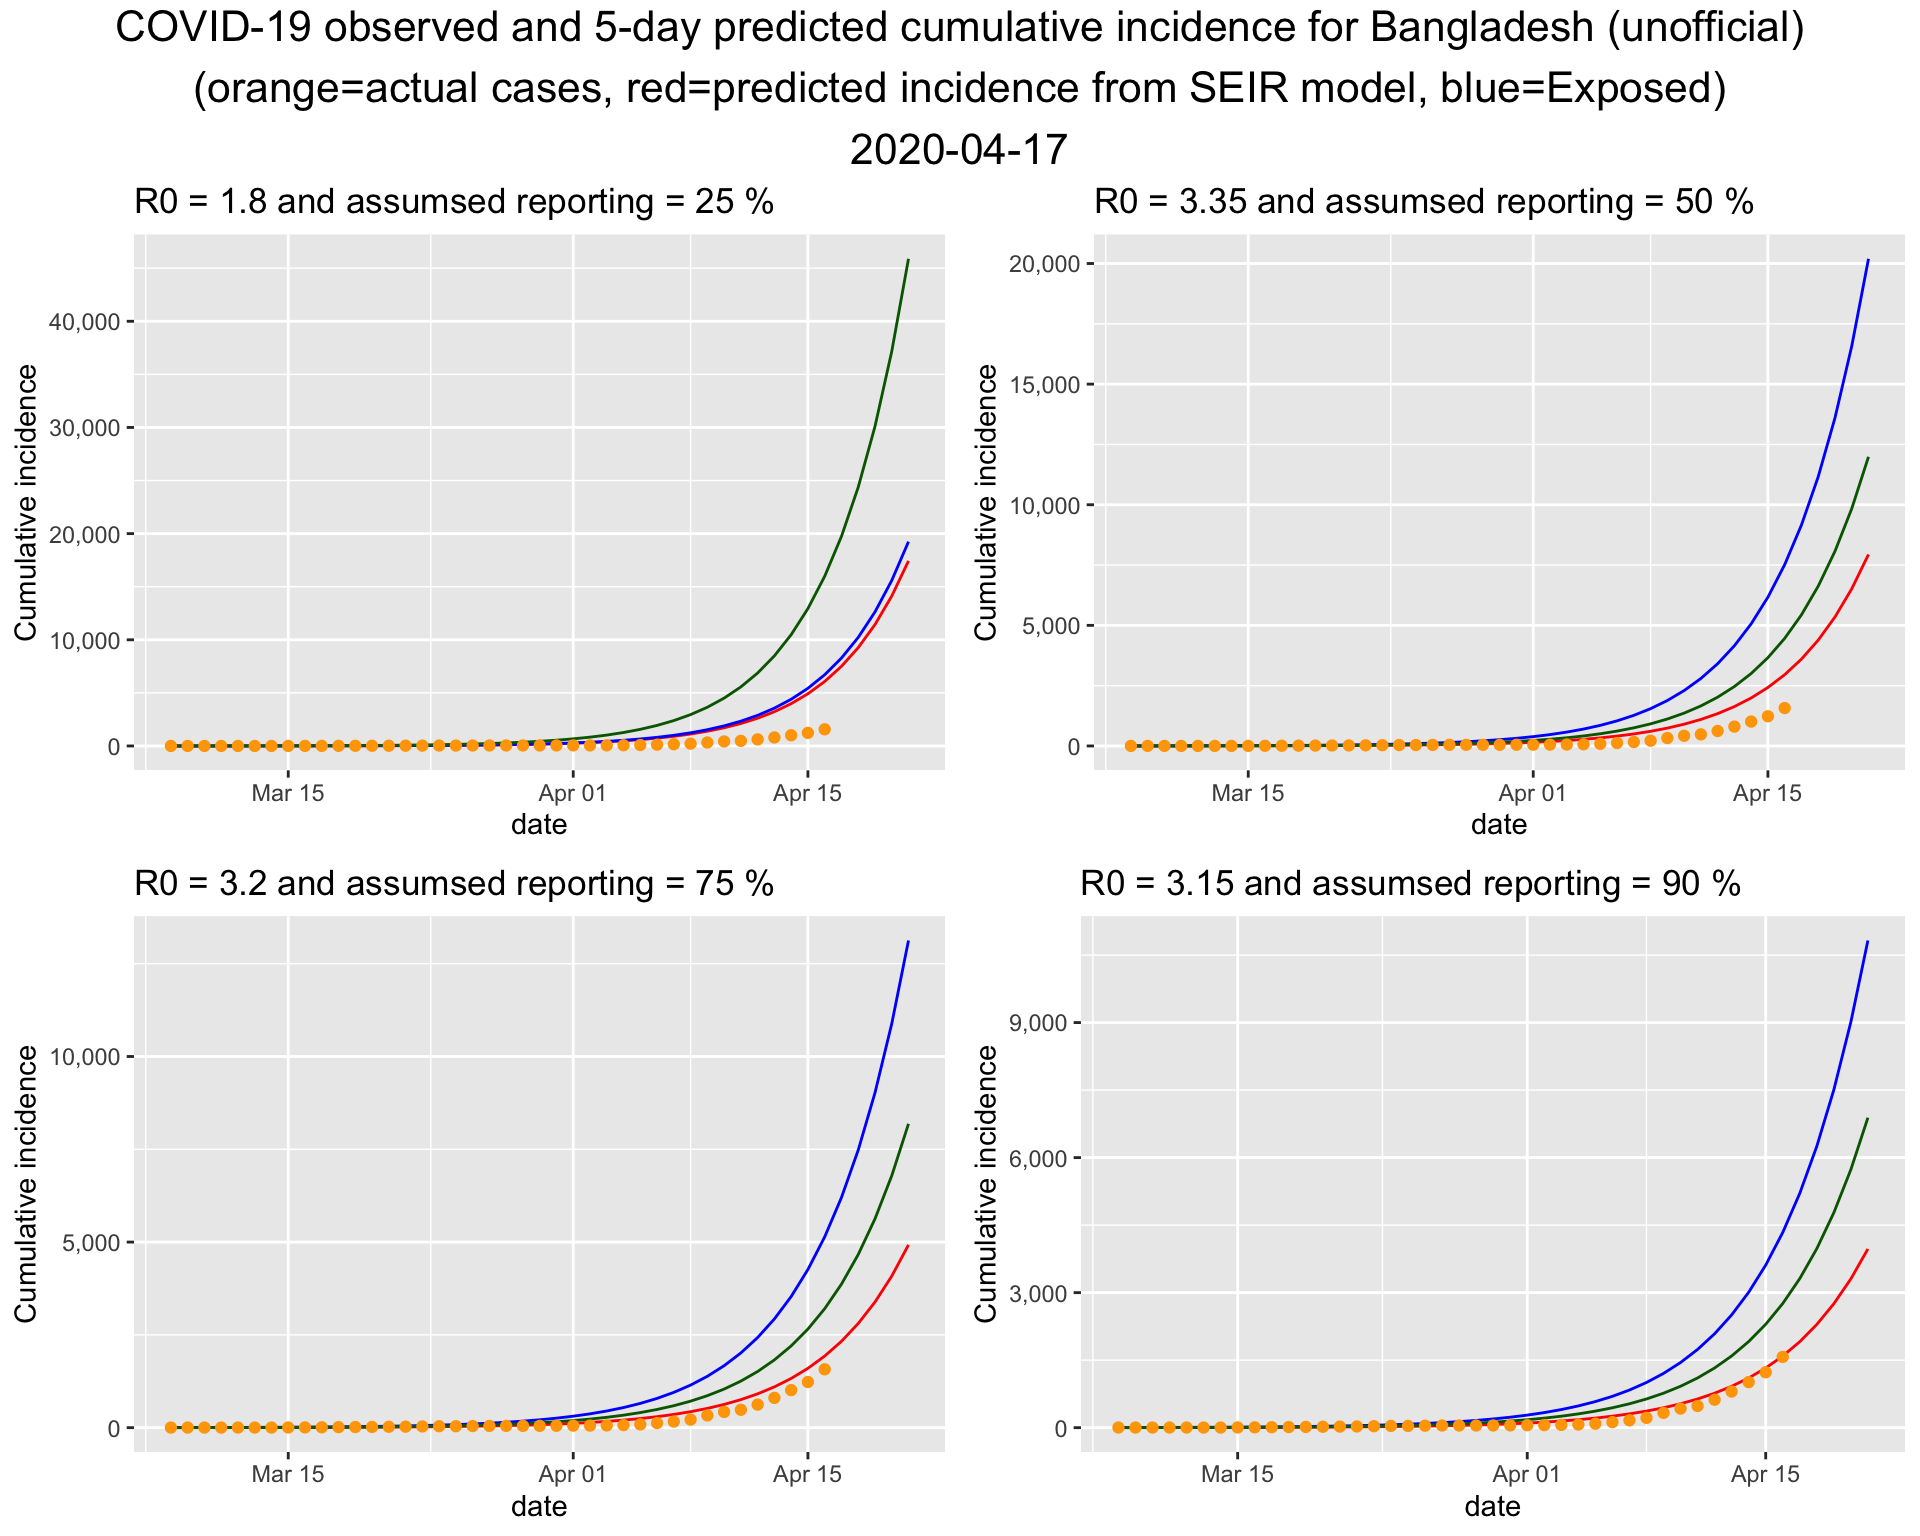 COVID-19 observed and 5-day predicted cumulative incidence for Bangladesh (unofficial)
(orange=actual cases, red=predicted incidence from SEIR model, blue=Exposed)
2020-04-17
R0 = 1.8 and assumsed reporting = 25 %
40,000
30,000
20,000
10,000
0
Cumulative incidence
Mar 15
Apr 01
Apr 15
date
R0 = 3.35 and assumsed reporting = 50 %
20,000
15,000
10,000
5,000
0
Cumulative incidence
Mar 15
Apr 01
Apr 15
date
R0 = 3.2 and assumsed reporting = 75 %
10,000
5,000
0
Cumulative incidence
Mar 15
Apr 01
Apr 15
date
R0 = 3.15 and assumsed reporting = 90 %
9,000
6,000
3,000
0
Cumulative incidence
Mar 15
Apr 01
Apr 15
date